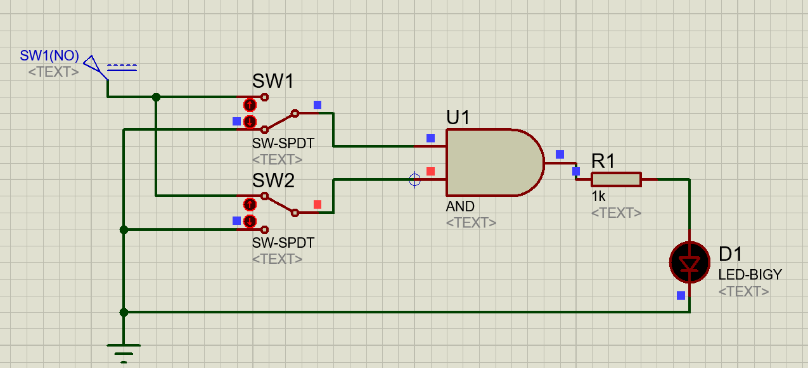 SW1(NO)
<TEXT>
SW1
SW-SPDT
<TEXT>
SW2
SW-SPDT
<TEXT>
U1
AND
<TEXT>
R1
1k
<TEXT>
D1
LED-BIGY
<TEXT>